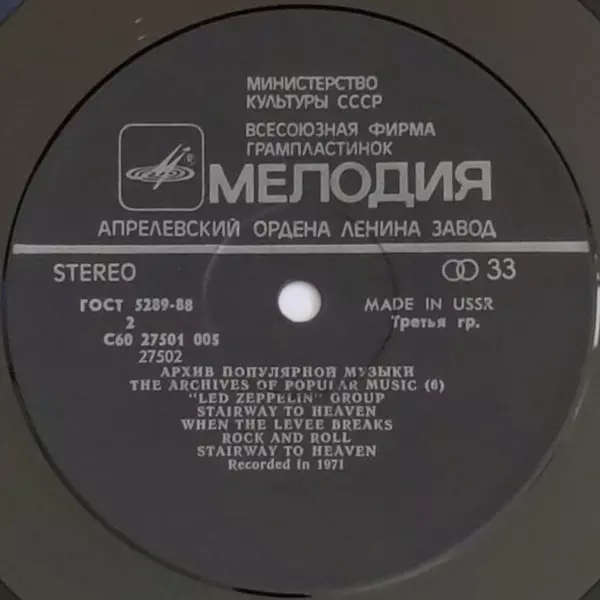 МИНИСТЕРСТВО
КУЛЬТУРЫ СССР
ВСЕСОЮЗНАЯ ФИРМА
ГРАМПЛАСТИНОК
МЕЛОДИЯ
АПРЕЛЕВСКИЙ ОРДЕНА ЛЕНИНА ЗАВОД
STEREO 33
ГОСТ 5289-88 MADE IN USSR
2 Третья гр.
С60 27501 005
27502
АРХИВ ПОПУЛЯРНОЙ МУЗЫКИ
THE ARCHIVES OF POPULAR MUSIC (6)
"LED ZEPPELIN" GROUP
STAIRWAY TO HEAVEN
WHEN THE LEVEE BREAKS
ROCK AND ROLL
STAIRWAY TO HEAVEN
Recorded in 1971